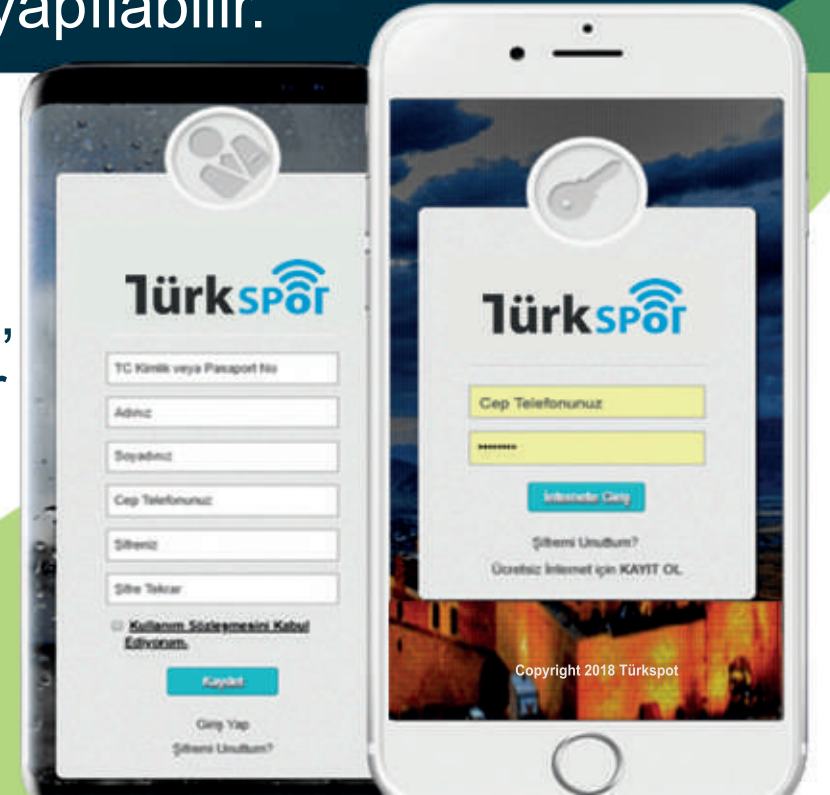 yapılabilir.
Türkspot
TC Kimlik veya Pasaport No
Adınız
Soyadınız
Cep Telefonunuz
Şifreniz
Şifre Tekrar
Kullanım Sözleşmesini Kabul
Ediyorum.
Kaydet
Giriş Yap
Şifremi Unuttum?
Türkspot
Cep Telefonunuz
••••••••
İnternete Giriş
Şifremi Unuttum?
Ücretsiz İnternet için KAYIT OL
Copyright 2018 Türkspot